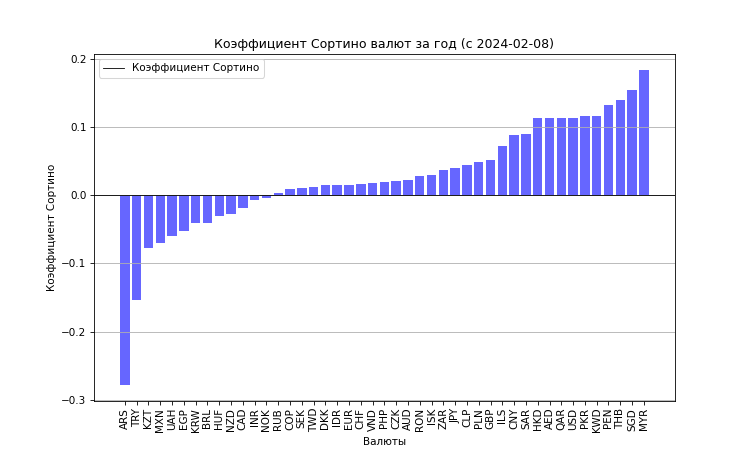 Коэффициент Сортино валют за год (с 2024-02-08)
Коэффициент Сортино
Коэффициент Сортино
0.2
0.1
0.0
−0.1
−0.2
−0.3
ARS
TRY
KZT
MXN
UAH
EGP
KRW
BRL
HUF
NZD
CAD
INR
NOK
RUB
COP
SEK
TWD
DKK
IDR
EUR
CHF
VND
PHP
CZK
AUD
RON
ISK
ZAR
JPY
CLP
PLN
GBP
ILS
CNY
SAR
HKD
AED
QAR
USD
PKR
KWD
PEN
THB
SGD
MYR
Валюты